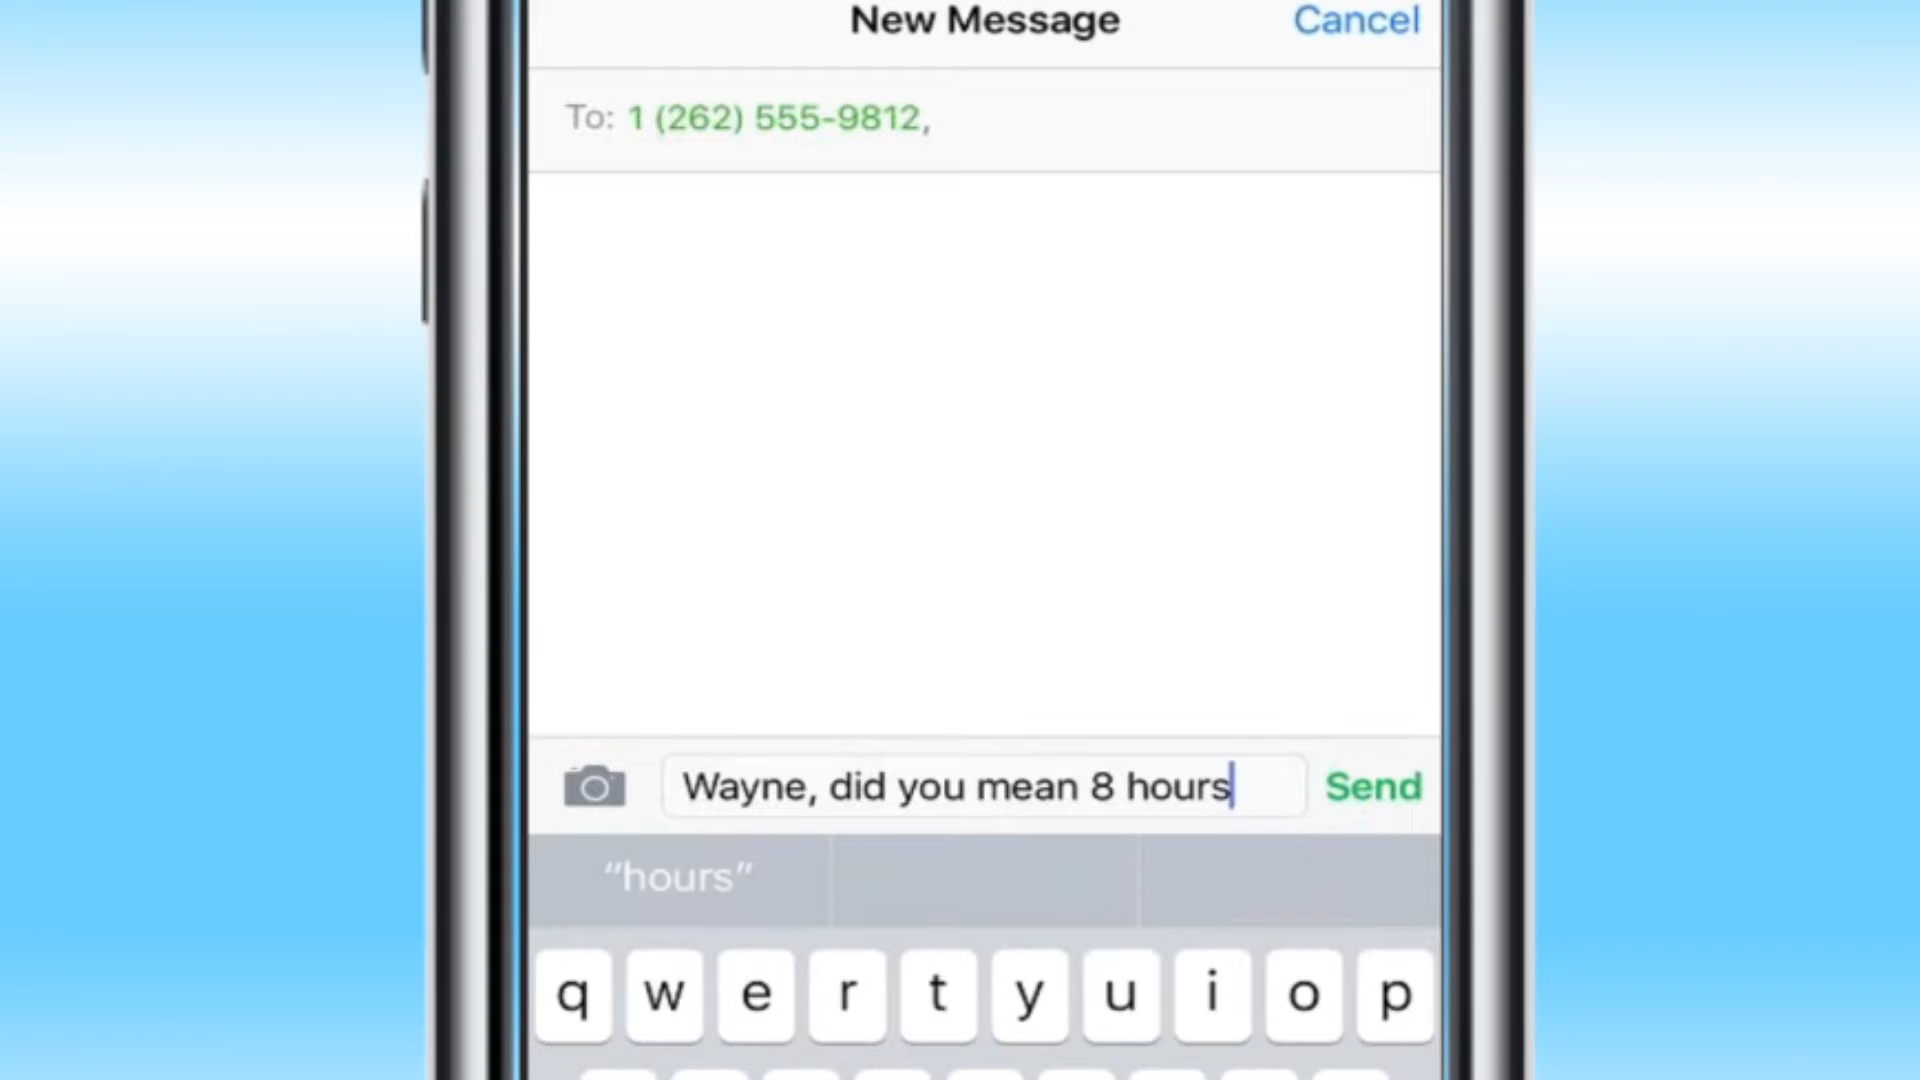 New Message Cancel
To: 1 (262) 555-9812,
Wayne, did you mean 8 hours Send
“hours”
q w e r t y u i o p